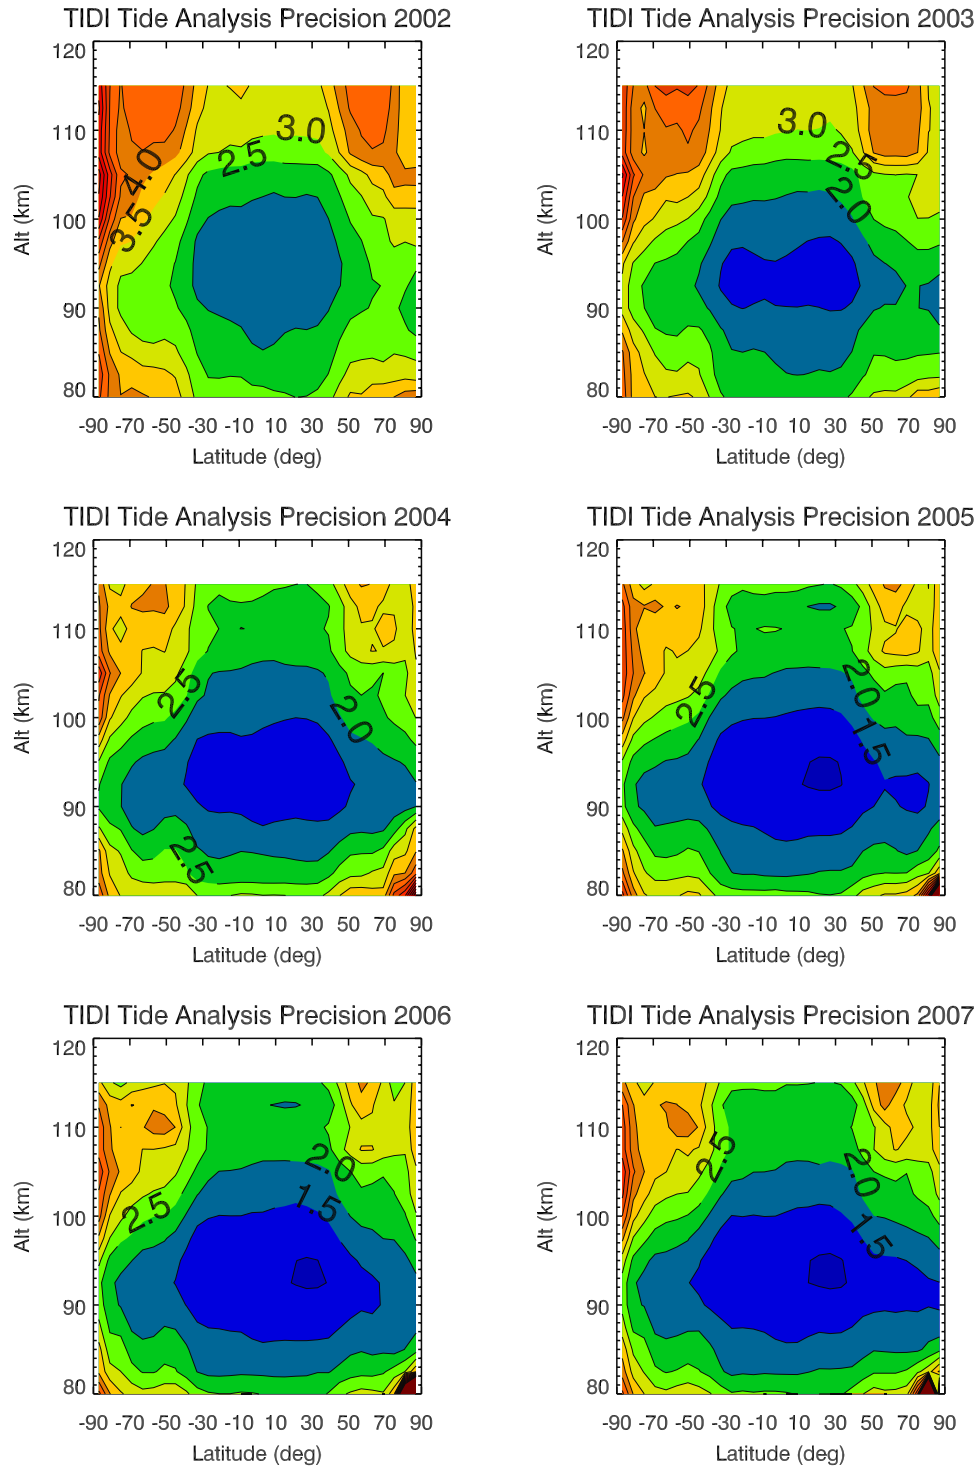 TIDI Tide Analysis Precision 2002
120
110
100
90
80
Alt (km)
3.0
2.5
4.0
3.5
-90 -70 -50 -30 -10 10 30 50 70 90
Latitude (deg)
TIDI Tide Analysis Precision 2003
120
110
100
90
80
Alt (km)
3.0
2.5
2.0
-90 -70 -50 -30 -10 10 30 50 70 90
Latitude (deg)
TIDI Tide Analysis Precision 2004
120
110
100
90
80
Alt (km)
2.5
2.0
2.5
-90 -70 -50 -30 -10 10 30 50 70 90
Latitude (deg)
TIDI Tide Analysis Precision 2005
120
110
100
90
80
Alt (km)
2.0
2.5
1.5
-90 -70 -50 -30 -10 10 30 50 70 90
Latitude (deg)
TIDI Tide Analysis Precision 2006
120
110
100
90
80
Alt (km)
2.0
1.5
2.5
-90 -70 -50 -30 -10 10 30 50 70 90
Latitude (deg)
TIDI Tide Analysis Precision 2007
120
110
100
90
80
Alt (km)
2.5
2.0
1.5
-90 -70 -50 -30 -10 10 30 50 70 90
Latitude (deg)